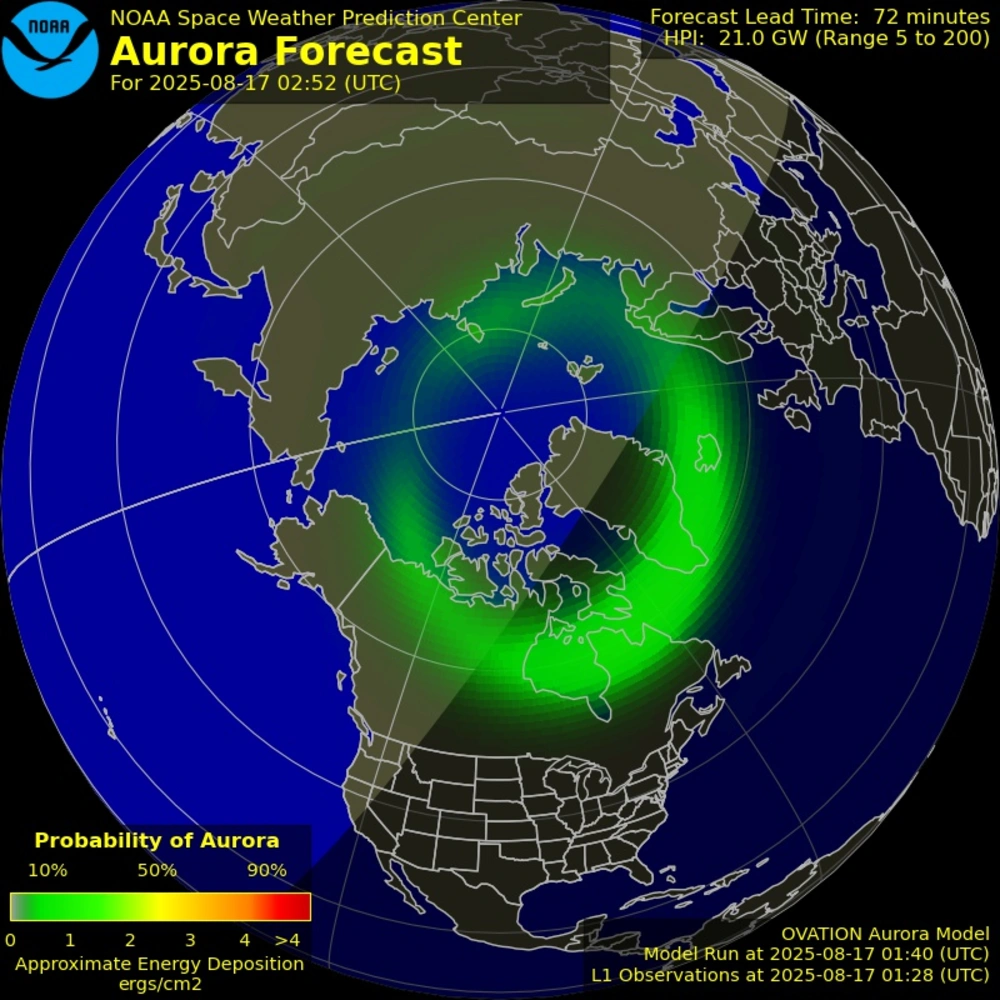 NOAA
NOAA Space Weather Prediction Center
Aurora Forecast
For 2025-08-17 02:52 (UTC)
Forecast Lead Time: 72 minutes
HPI: 21.0 GW (Range 5 to 200)
Probability of Aurora
10% 50% 90%
0 1 2 3 4 >4
Approximate Energy Deposition
ergs/cm2
OVATION Aurora Model
Model Run at 2025-08-17 01:40 (UTC)
L1 Observations at 2025-08-17 01:28 (UTC)